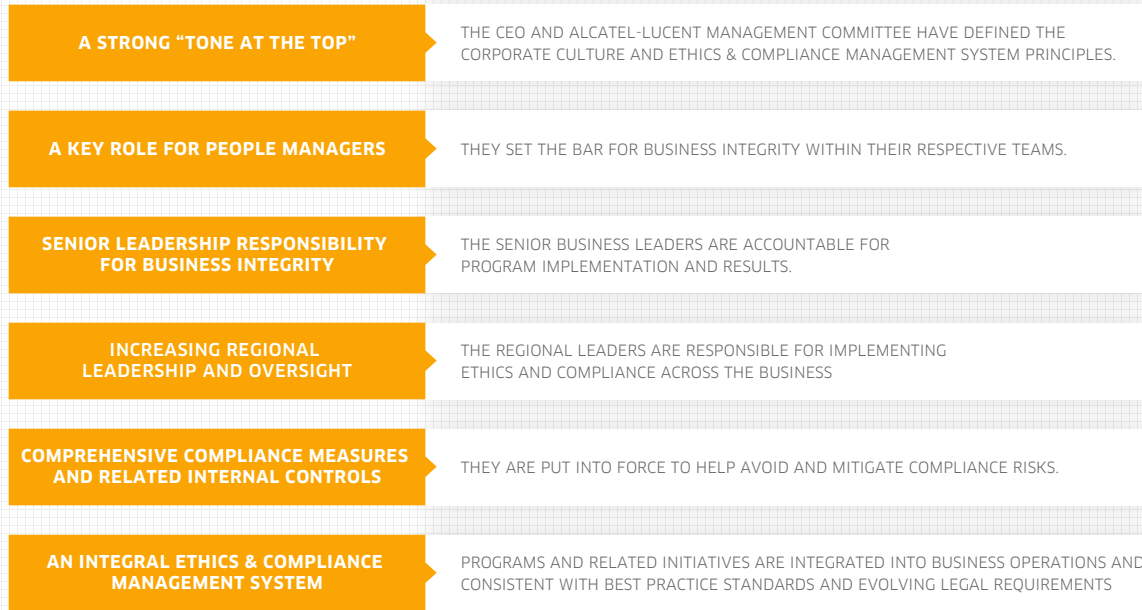 A STRONG “TONE AT THE TOP”
THE CEO AND ALCATEL-LUCENT MANAGEMENT COMMITTEE HAVE DEFINED THE
CORPORATE CULTURE AND ETHICS & COMPLIANCE MANAGEMENT SYSTEM PRINCIPLES.
A KEY ROLE FOR PEOPLE MANAGERS
THEY SET THE BAR FOR BUSINESS INTEGRITY WITHIN THEIR RESPECTIVE TEAMS.
SENIOR LEADERSHIP RESPONSIBILITY
FOR BUSINESS INTEGRITY
THE SENIOR BUSINESS LEADERS ARE ACCOUNTABLE FOR
PROGRAM IMPLEMENTATION AND RESULTS.
INCREASING REGIONAL
LEADERSHIP AND OVERSIGHT
THE REGIONAL LEADERS ARE RESPONSIBLE FOR IMPLEMENTING
ETHICS AND COMPLIANCE ACROSS THE BUSINESS
COMPREHENSIVE COMPLIANCE MEASURES
AND RELATED INTERNAL CONTROLS
THEY ARE PUT INTO FORCE TO HELP AVOID AND MITIGATE COMPLIANCE RISKS.
AN INTEGRAL ETHICS & COMPLIANCE
MANAGEMENT SYSTEM
PROGRAMS AND RELATED INITIATIVES ARE INTEGRATED INTO BUSINESS OPERATIONS AND
CONSISTENT WITH BEST PRACTICE STANDARDS AND EVOLVING LEGAL REQUIREMENTS